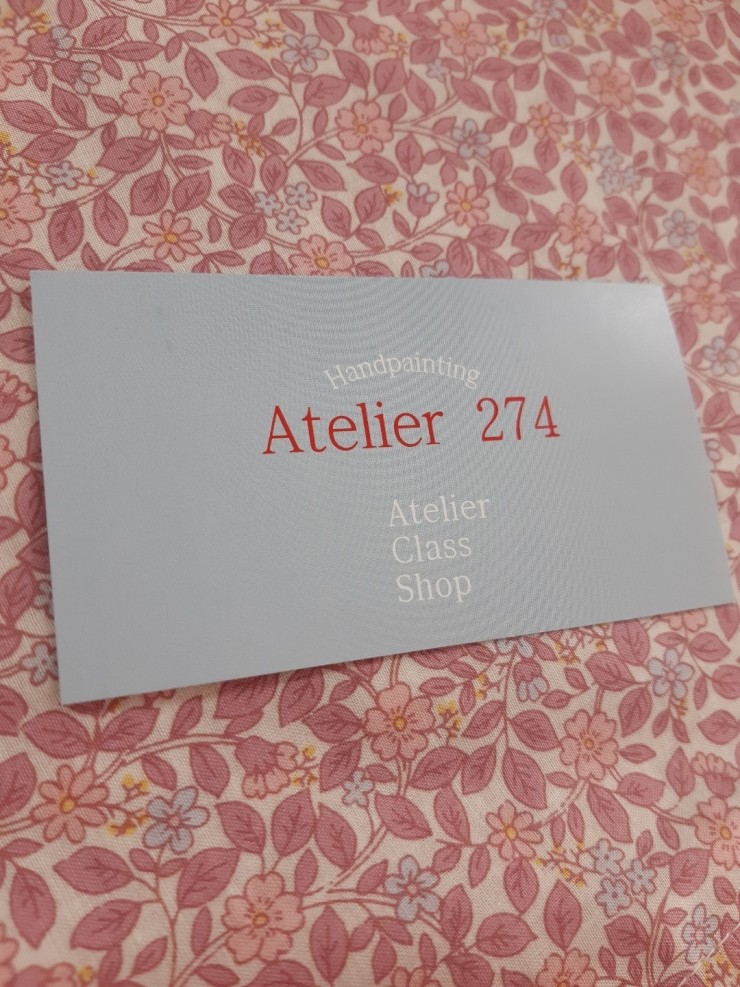 Handpainting
Atelier 274
Atelier
Class
Shop